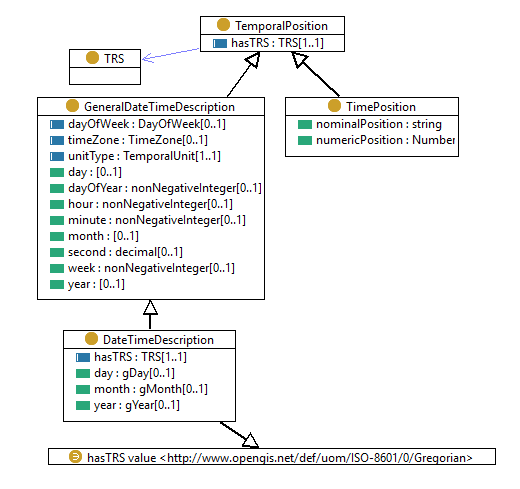 TemporalPosition
hasTRS : TRS[1..1]
TRS
GeneralDateTimeDescription
dayOfWeek : DayOfWeek[0..1]
timeZone : TimeZone[0..1]
unitType : TemporalUnit[1..1]
day : [0..1]
dayOfYear : nonNegativeInteger[0..1]
hour : nonNegativeInteger[0..1]
minute : nonNegativeInteger[0..1]
month : [0..1]
second : decimal[0..1]
week : nonNegativeInteger[0..1]
year : [0..1]
TimePosition
nominalPosition : string
numericPosition : Number
DateTimeDescription
hasTRS : TRS[1..1]
day : gDay[0..1]
month : gMonth[0..1]
year : gYear[0..1]
hasTRS value <http://www.opengis.net/def/uom/ISO-8601/0/Gregorian>